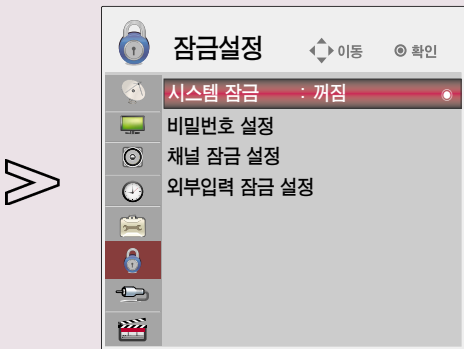 잠금설정 이동 확인
시스템 잠금 : 꺼짐
비밀번호 설정
채널 잠금 설정
외부입력 잠금 설정